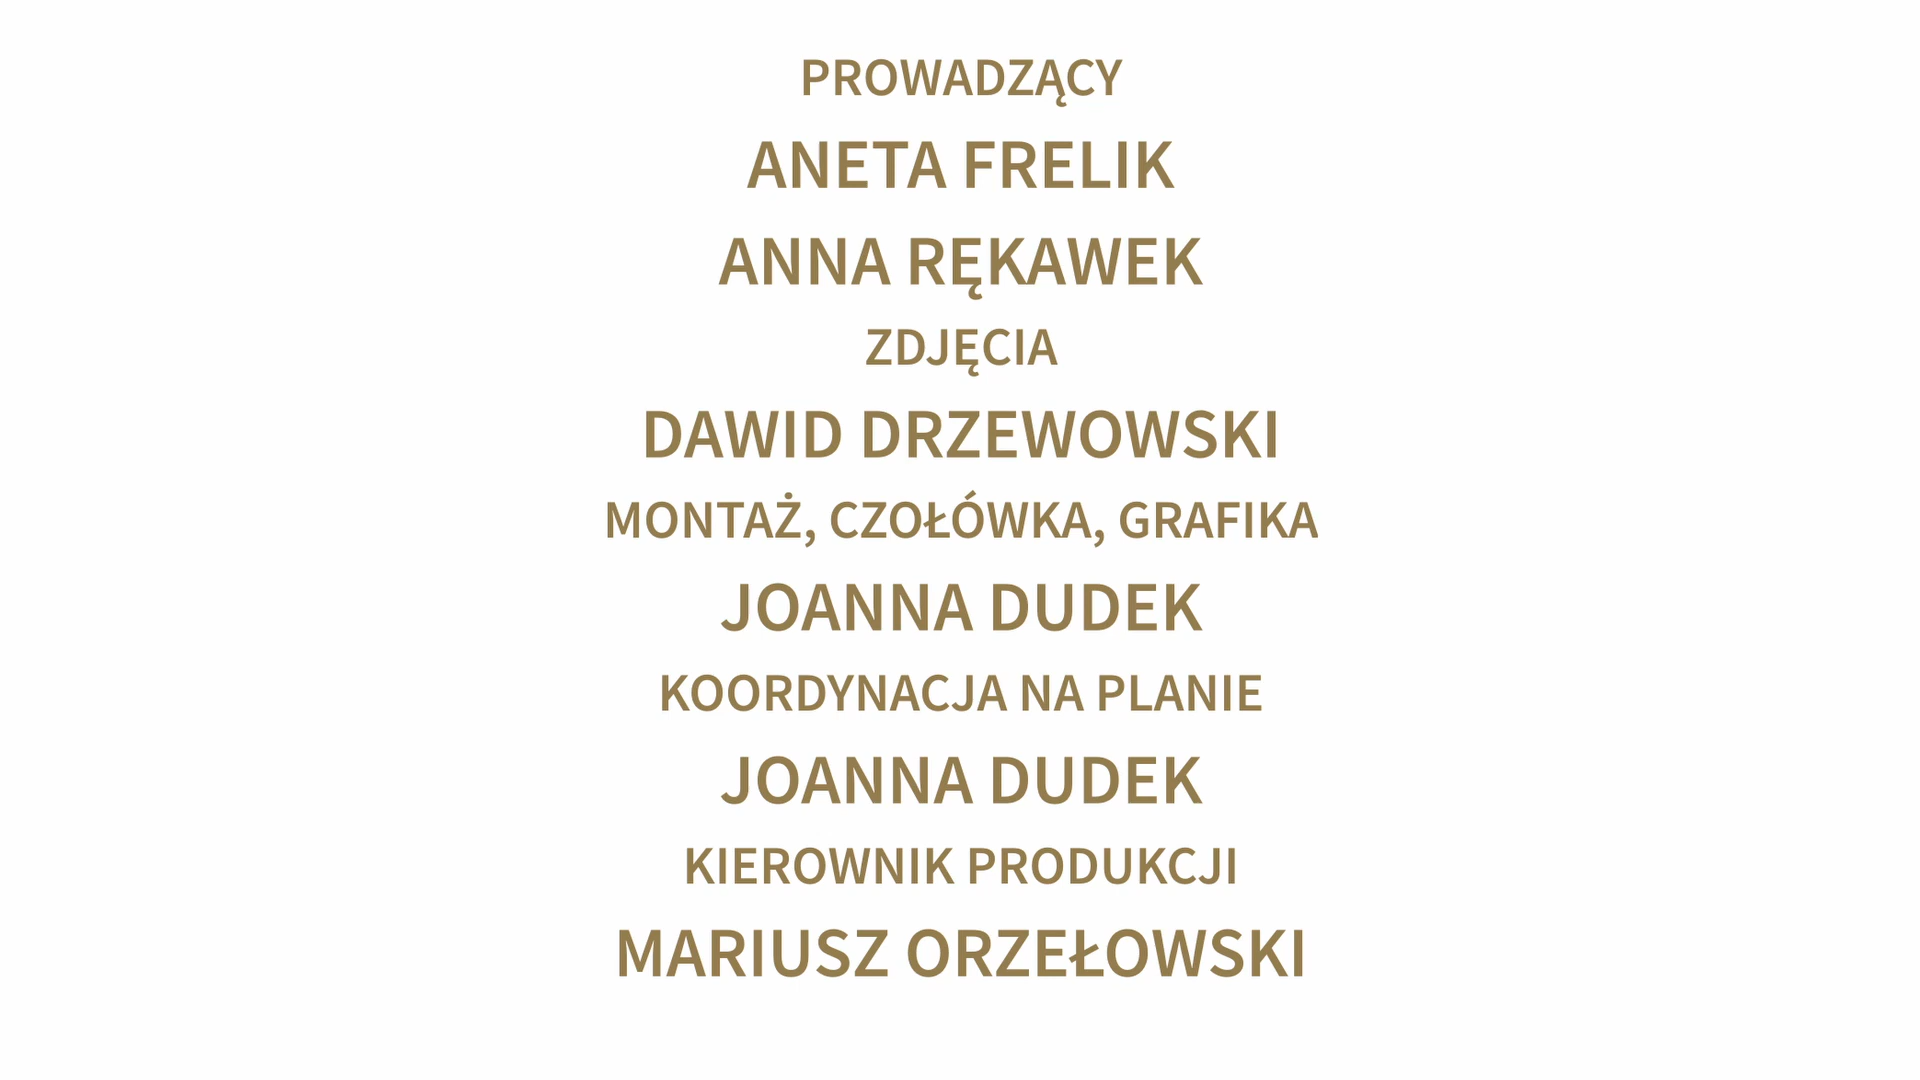 PROWADZĄCY
ANETA FRELIK
ANNA RĘKAWEK
ZDJĘCIA
DAWID DRZEWOWSKI
MONTAŻ, CZOŁÓWKA, GRAFIKA
JOANNA DUDEK
KOORDYNACJA NA PLANIE
JOANNA DUDEK
KIEROWNIK PRODUKCJI
MARIUSZ ORZEŁOWSKI